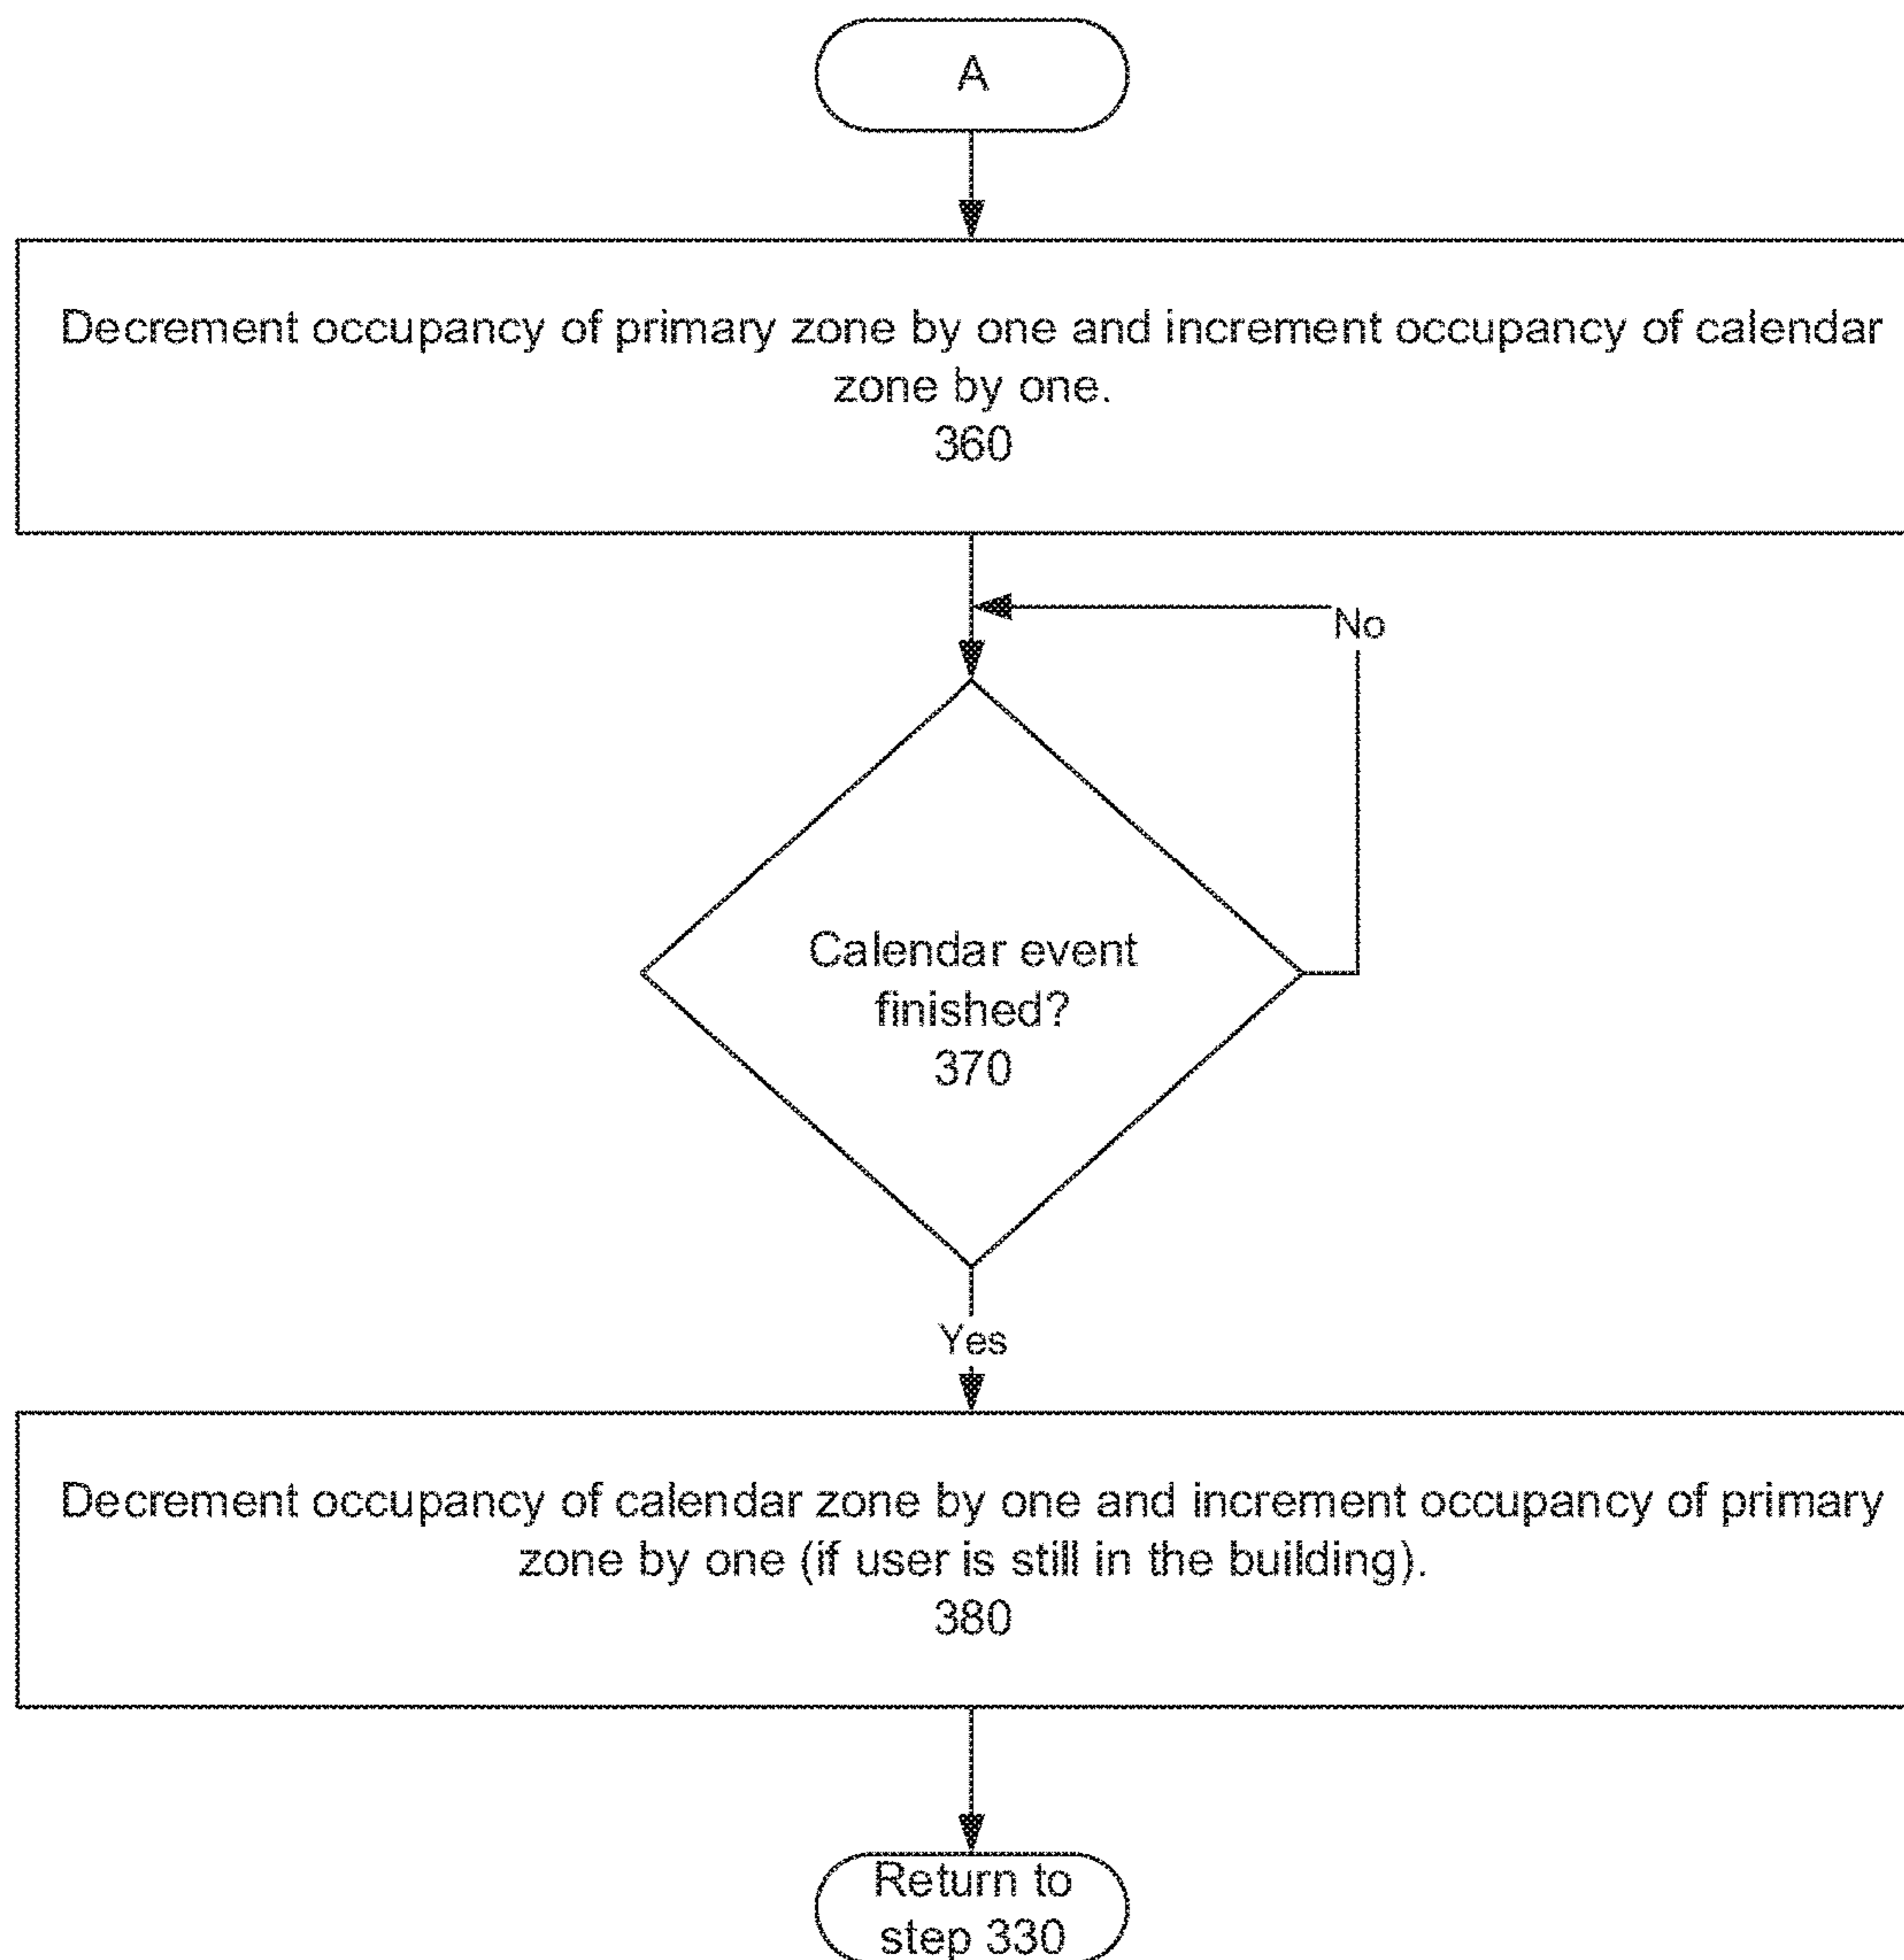 A
Decrement occupancy of primary zone by one and increment occupancy of calendar
zone by one.
360
No
Calendar event
finished?
370
Yes
Decrement occupancy of calendar zone by one and increment occupancy of primary
zone by one (if user is still in the building).
380
Return to
step 330